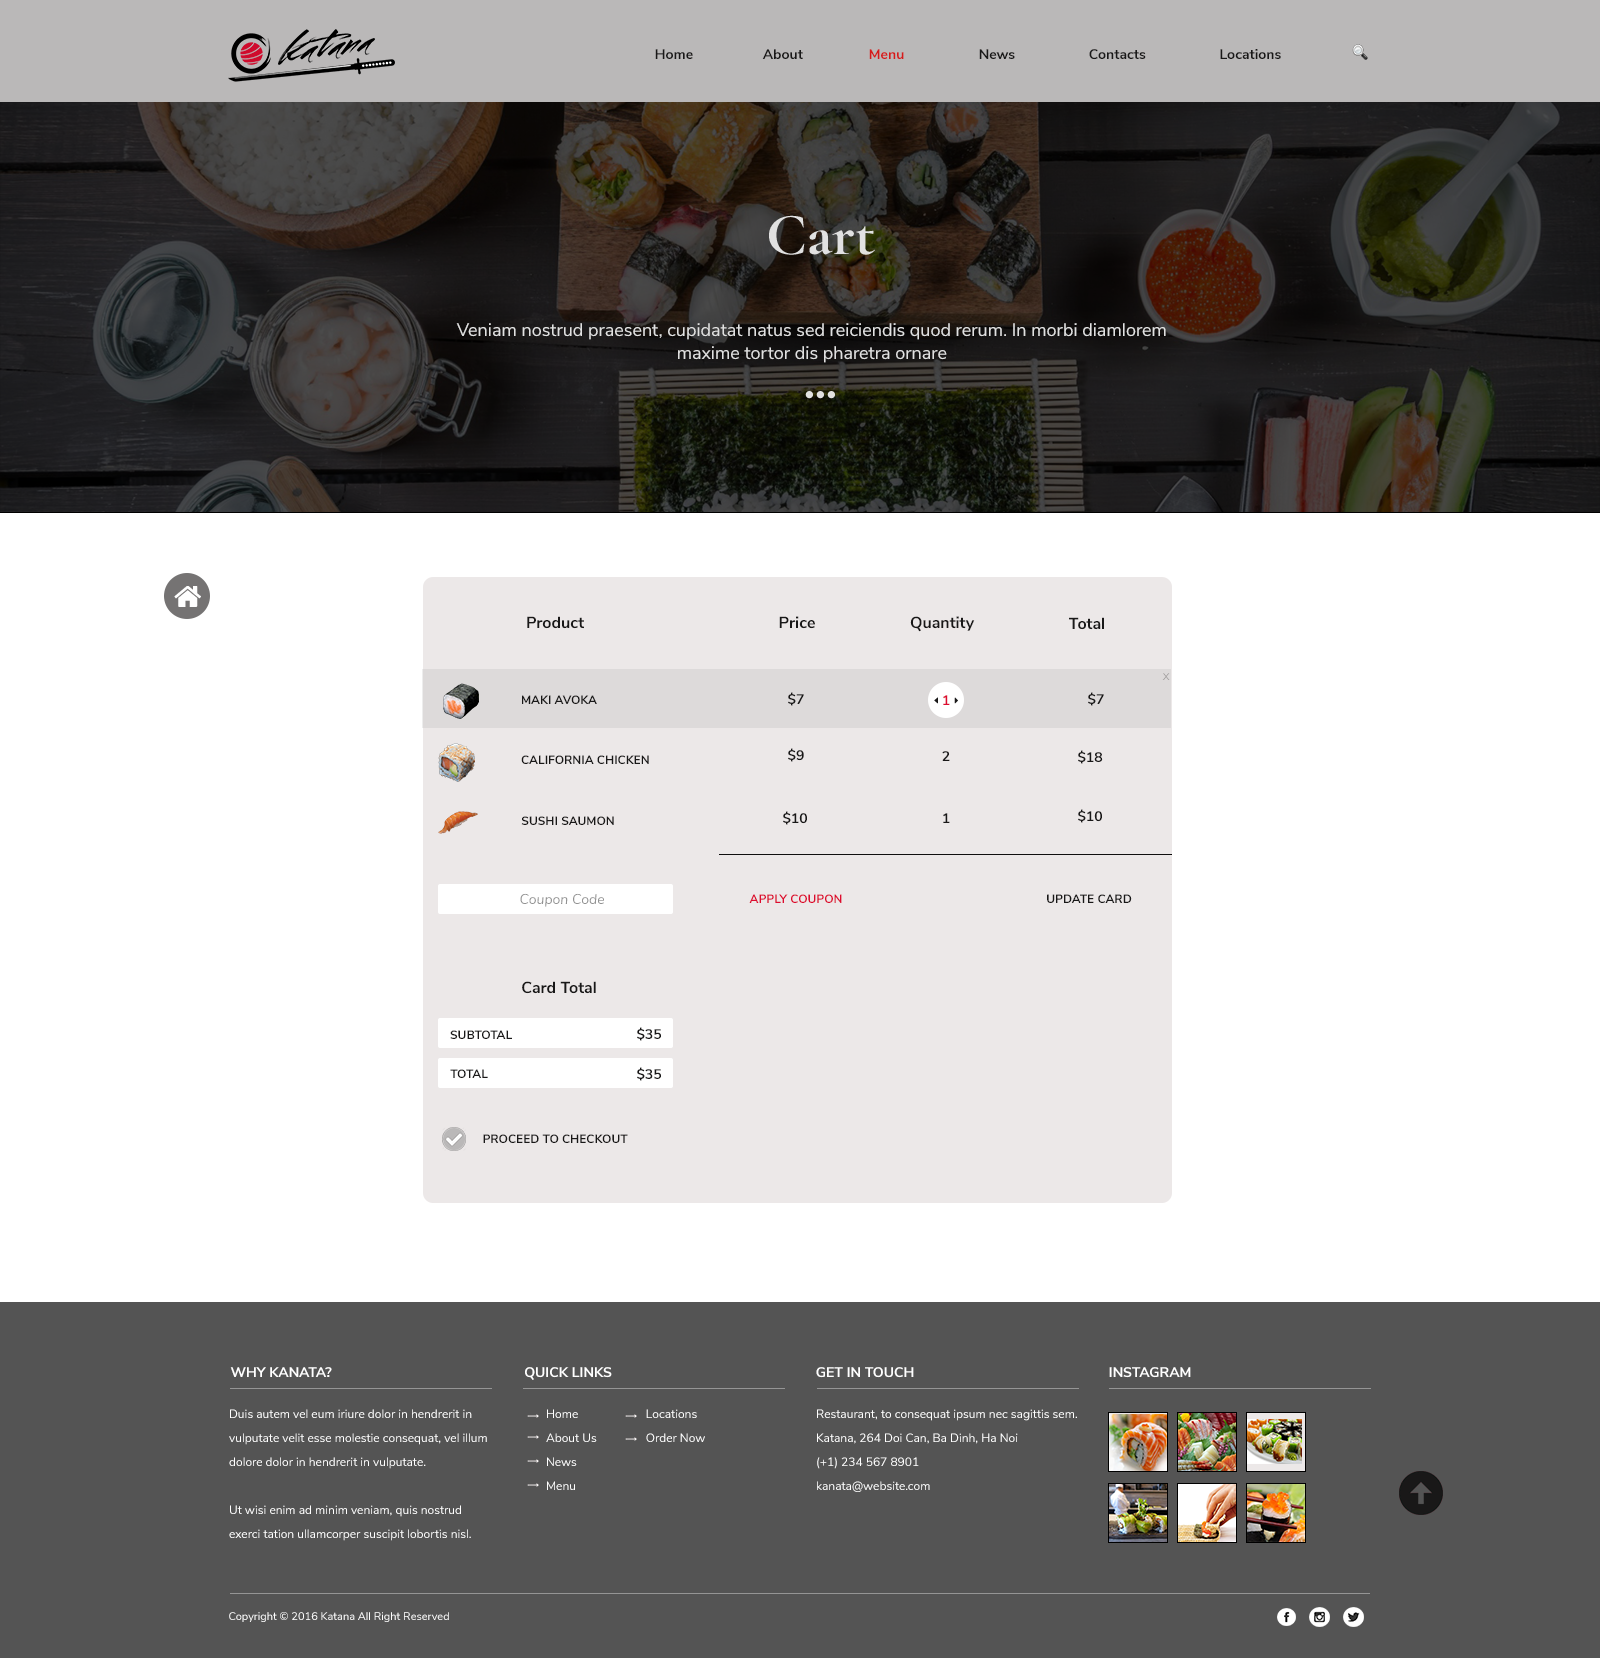 Katana
Home About Menu News Contacts Locations
Cart
Veniam nostrud praesent, cupidatat natus sed reiciendis quod rerum. In morbi diamlorem
maxime tortor dis pharetra ornare
Product Price Quantity Total
x
MAKI AVOKA $7 1 $7
CALIFORNIA CHICKEN $9 2 $18
SUSHI SAUMON $10 1 $10
Coupon Code APPLY COUPON UPDATE CARD
Card Total
SUBTOTAL $35
TOTAL $35
PROCEED TO CHECKOUT
WHY KANATA?
Duis autem vel eum iriure dolor in hendrerit in
vulputate velit esse molestie consequat, vel illum
dolore dolor in hendrerit in vulputate.
Ut wisi enim ad minim veniam, quis nostrud
exerci tation ullamcorper suscipit lobortis nisl.
QUICK LINKS
Home
About Us
News
Menu
Locations
Order Now
GET IN TOUCH
Restaurant, to consequat ipsum nec sagittis sem.
Katana, 264 Doi Can, Ba Dinh, Ha Noi
(+1) 234 567 8901
kanata@website.com
INSTAGRAM
Copyright © 2016 Katana All Right Reserved